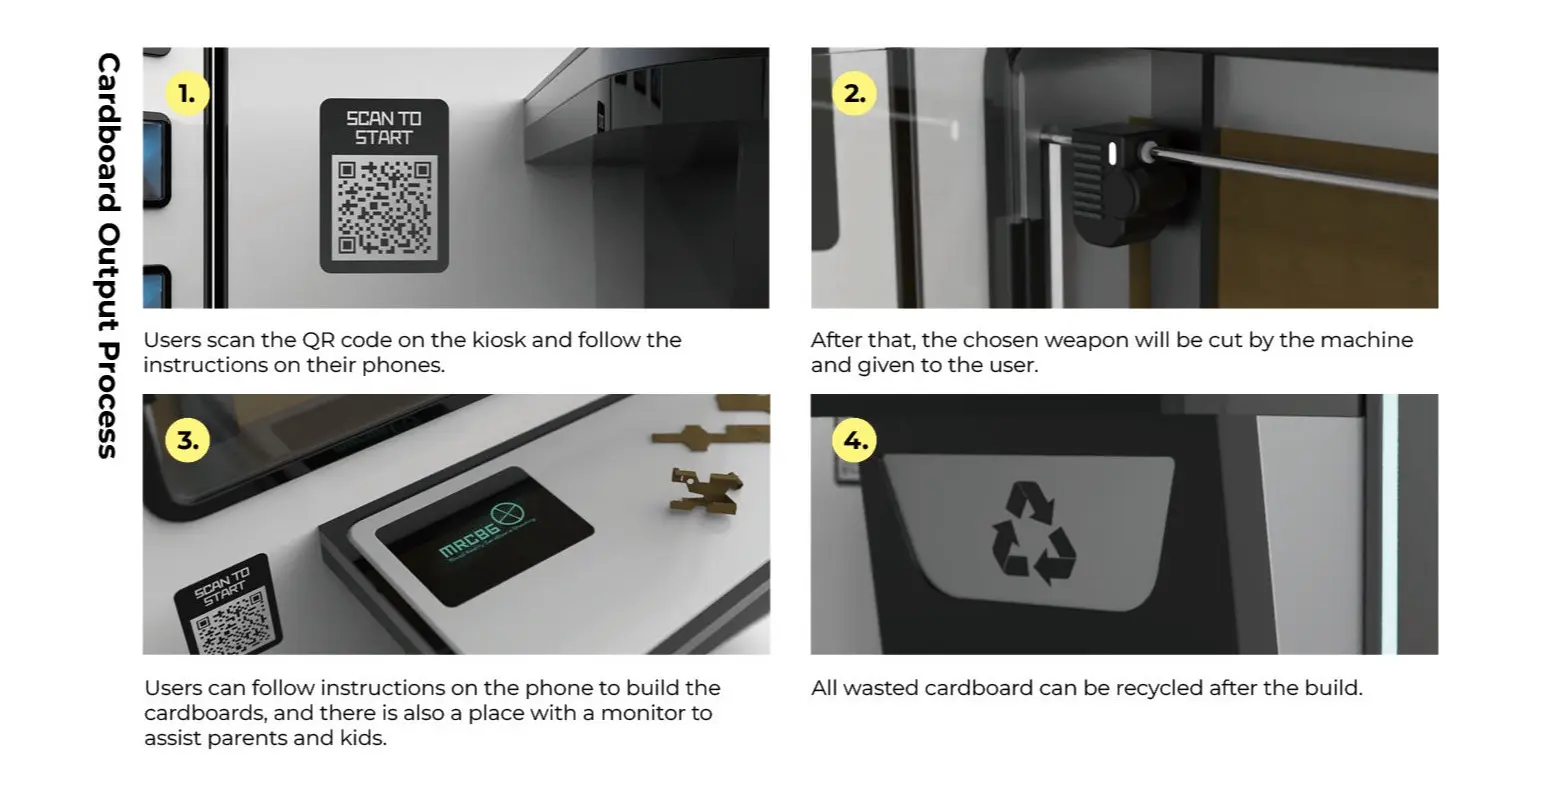 Cardboard Output Process
1.
SCAN TO
START
Users scan the QR code on the kiosk and follow the
instructions on their phones.
2.
After that, the chosen weapon will be cut by the machine
and given to the user.
3.
MRCBG
SCAN TO
START
Users can follow instructions on the phone to build the
cardboards, and there is also a place with a monitor to
assist parents and kids.
4.
All wasted cardboard can be recycled after the build.